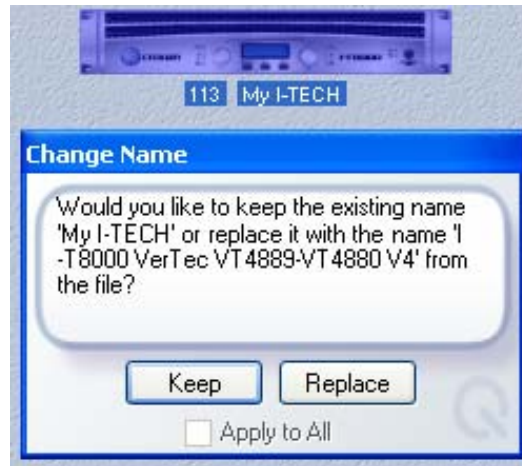 crown
113 My I-TECH
Change Name
Would you like to keep the existing name
'My I-TECH' or replace it with the name 'I
-T8000 VerTec VT4889-VT4880 V4' from
the file?
Keep Replace
Apply to All